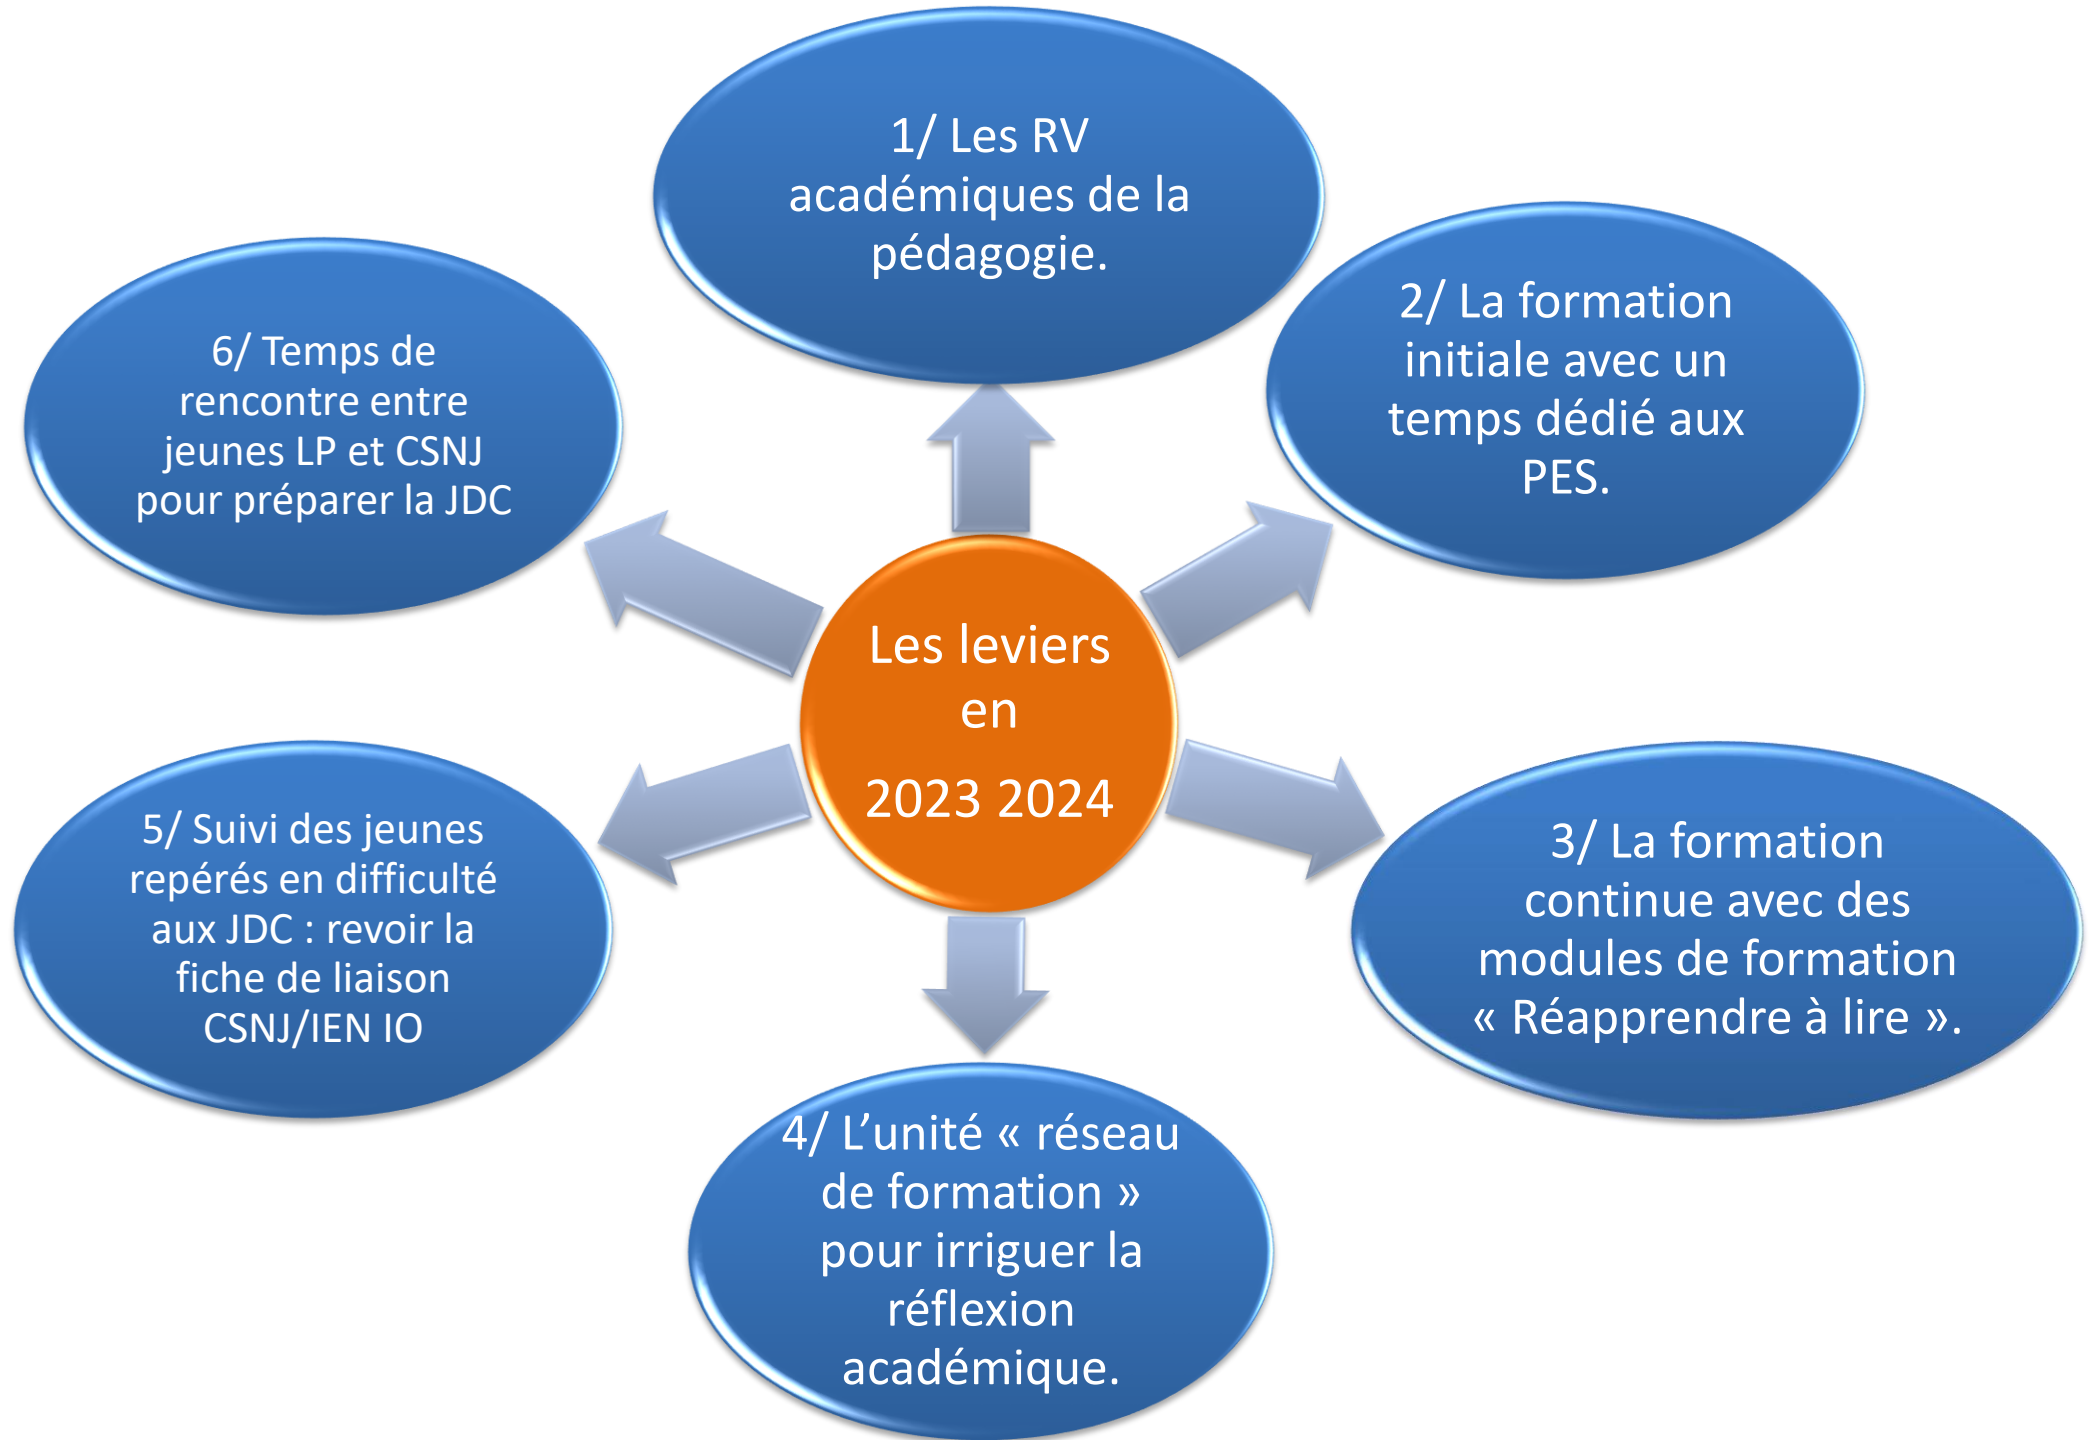 1/ Les RV
académiques de la
pédagogie.
2/ La formation
initiale avec un
temps dédié aux
PES.
3/ La formation
continue avec des
modules de formation
« Réapprendre à lire ».
4/ L’unité « réseau
de formation »
pour irriguer la
réflexion
académique.
5/ Suivi des jeunes
repérés en difficulté
aux JDC : revoir la
fiche de liaison
CSNJ/IEN IO
6/ Temps de
rencontre entre
jeunes LP et CSNJ
pour préparer la JDC
Les leviers
en
2023 2024